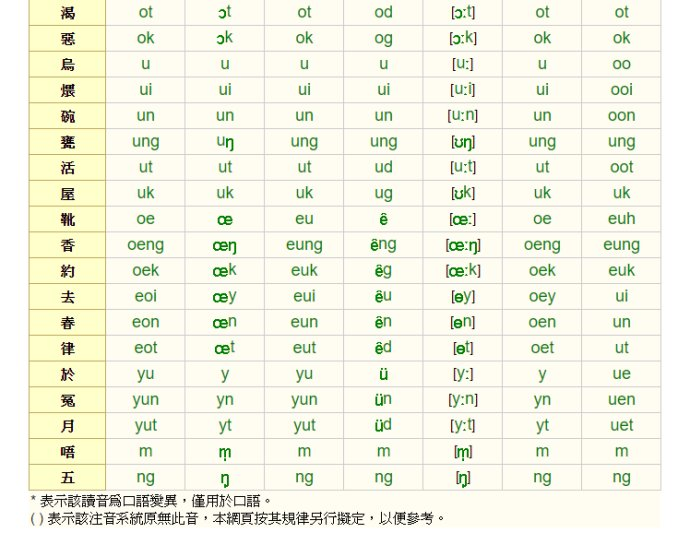 渴 ot ɔt ot od [ɔːt] ot ot
惡 ok ɔk ok og [ɔːk] ok ok
烏 u u u u [uː] u oo
煨 ui ui ui ui [uːi] ui ooi
碗 un un un un [uːn] un oon
甕 ung uŋ ung ung [ʊŋ] ung ung
活 ut ut ut ud [uːt] ut oot
屋 uk uk uk ug [ʊk] uk uk
靴 oe œ eu ê [œː] oe euh
香 oeng œŋ eung êng [œːŋ] oeng eung
約 oek œk euk êg [œːk] oek euk
去 eoi œy eui êu [ɵy] oey ui
春 eon œn eun ên [ɵn] oen un
律 eot œt eut êd [ɵt] oet ut
於 yu y yu ü [yː] y ue
冤 yun yn yun ün [yːn] yn uen
月 yut yt yut üd [yːt] yt uet
唔 m m̩ m m [m̩] m m
五 ng ŋ̩ ng ng [ŋ̩] ng ng
* 表示該讀音爲口語變異，僅用於口語。
( ) 表示該注音系統原無此音，本網頁按其規律另行擬定，以便參考。